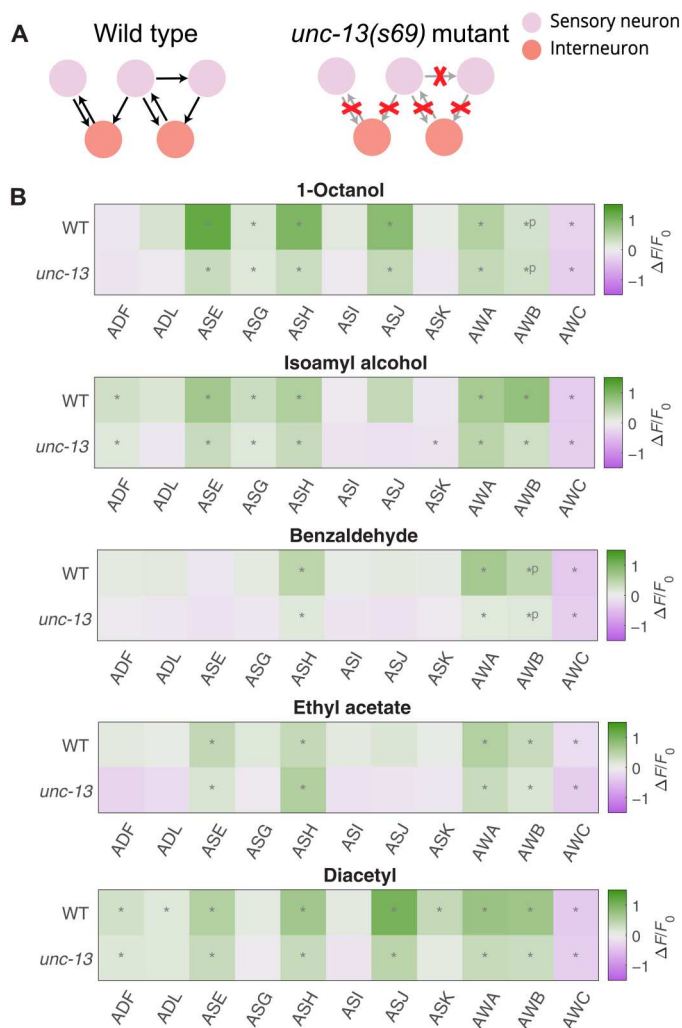 A
Wild type
unc-13(s69) mutant
Sensory neuron
Interneuron
B
1-Octanol
WT * * * * * *p *
unc-13 * * * * * *p *
ADF ADL ASE ASG ASH ASI ASJ ASK AWA AWB AWC
1 0 −1 ΔF/F0
Isoamyl alcohol
WT * * * * * * *
unc-13 * * * * * * * *
ADF ADL ASE ASG ASH ASI ASJ ASK AWA AWB AWC
1 0 −1 ΔF/F0
Benzaldehyde
WT * * *p *
unc-13 * * *p *
ADF ADL ASE ASG ASH ASI ASJ ASK AWA AWB AWC
1 0 −1 ΔF/F0
Ethyl acetate
WT * * * * *
unc-13 * * * * *
ADF ADL ASE ASG ASH ASI ASJ ASK AWA AWB AWC
1 0 −1 ΔF/F0
Diacetyl
WT * * * * * * * * *
unc-13 * * * * * * *
ADF ADL ASE ASG ASH ASI ASJ ASK AWA AWB AWC
1 0 −1 ΔF/F0